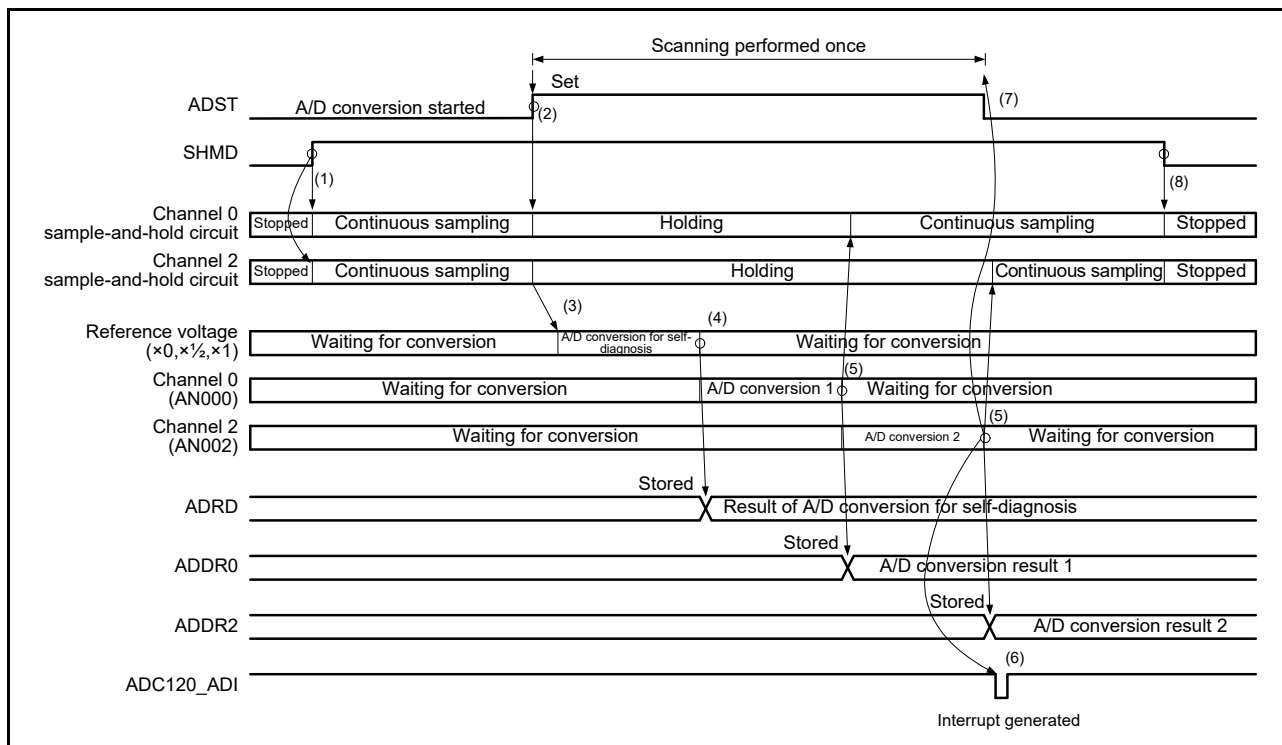 Scanning performed once
Set
ADST
A/D conversion started
(2)
(7)
SHMD
(1)
(8)
Channel 0
sample-and-hold circuit
Stopped
Continuous sampling
Holding
Continuous sampling
Stopped
Channel 2
sample-and-hold circuit
Stopped
Continuous sampling
Holding
Continuous sampling
Stopped
(3)
(4)
Reference voltage
(×0,×½,×1)
Waiting for conversion
A/D conversion for self-
diagnosis
Waiting for conversion
(5)
Channel 0
(AN000)
Waiting for conversion
A/D conversion 1
Waiting for conversion
(5)
Channel 2
(AN002)
Waiting for conversion
A/D conversion 2
Waiting for conversion
Stored
ADRD
Result of A/D conversion for self-diagnosis
Stored
ADDR0
A/D conversion result 1
Stored
ADDR2
A/D conversion result 2
(6)
ADC120_ADI
Interrupt generated